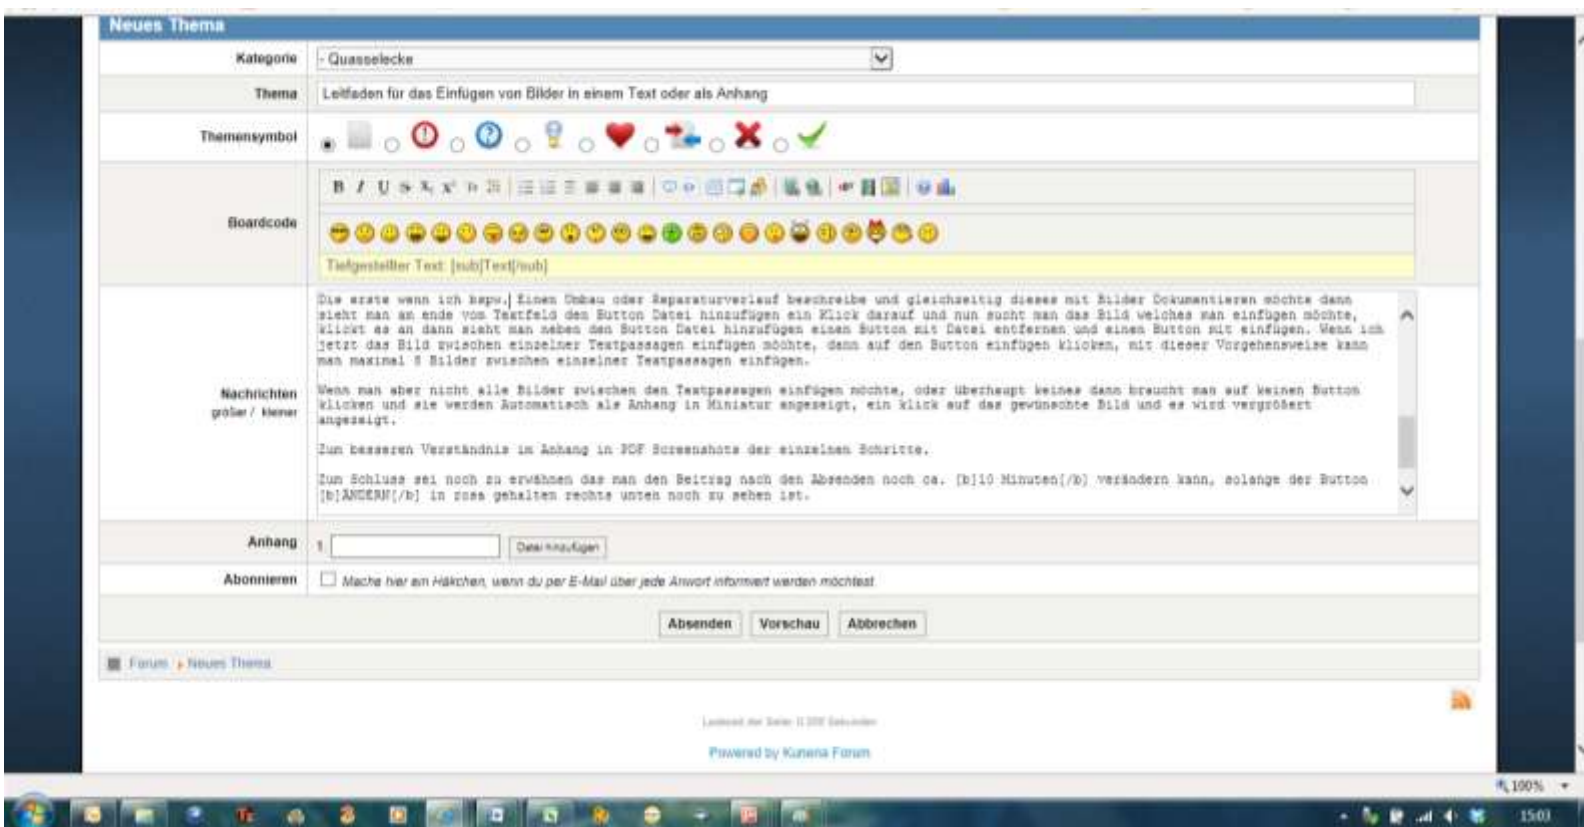 Neues Thema
Kategorie - Quasselecke
Thema Leitfaden für das Einfügen von Bilder in einem Text oder als Anhang
Themensymbol
B I U S X, X²
Boardcode
Tiefgestellter Text: [sub]Text[/sub]
Die erste wenn ich bspw. Einen Umbau oder Reparaturverlauf beschreibe und gleichzeitig dieses mit Bilder Dokumentieren möchte dann
sieht man am ende vom Textfeld den Button Datei hinzufügen ein Klick darauf und nun sucht man das Bild welches man einfügen möchte,
klickt es an dann sieht man neben den Button Datei hinzufügen einen Button mit Datei entfernen und einen Button mit einfügen. Wenn ich
jetzt das Bild zwischen einzelner Textpassagen einfügen möchte, dann auf den Button einfügen klicken, mit dieser Vorgehensweise kann
man maximal 8 Bilder zwischen einzelner Textpassagen einfügen.
Nachrichten
größer / kleiner
Wenn man aber nicht alle Bilder zwischen den Textpassagen einfügen möchte, oder überhaupt keines dann braucht man auf keinen Button
klicken und sie werden Automatisch als Anhang in Miniatur angezeigt, ein klick auf das gewünschte Bild und es wird vergrößert
angezeigt.
Zum besseren Verständnis im Anhang in PDF Screenshots der einzelnen Schritte.
Zum Schluss sei noch zu erwähnen das man den Beitrag nach den Absenden noch ca. [b]10 Minuten[/b] verändern kann, solange der Button
[b]ÄNDERN[/b] in rosa gehalten rechts unten noch zu sehen ist.
Anhang 1. Datei hinzufügen
Abonnieren Mache hier ein Häkchen, wenn du per E-Mail über jede Anwort informiert werden möchtest.
Absenden Vorschau Abbrechen
Forum Neues Thema
Ladezeit der Seite: Sekunden
Powered by Kunena Forum
100%
15:03